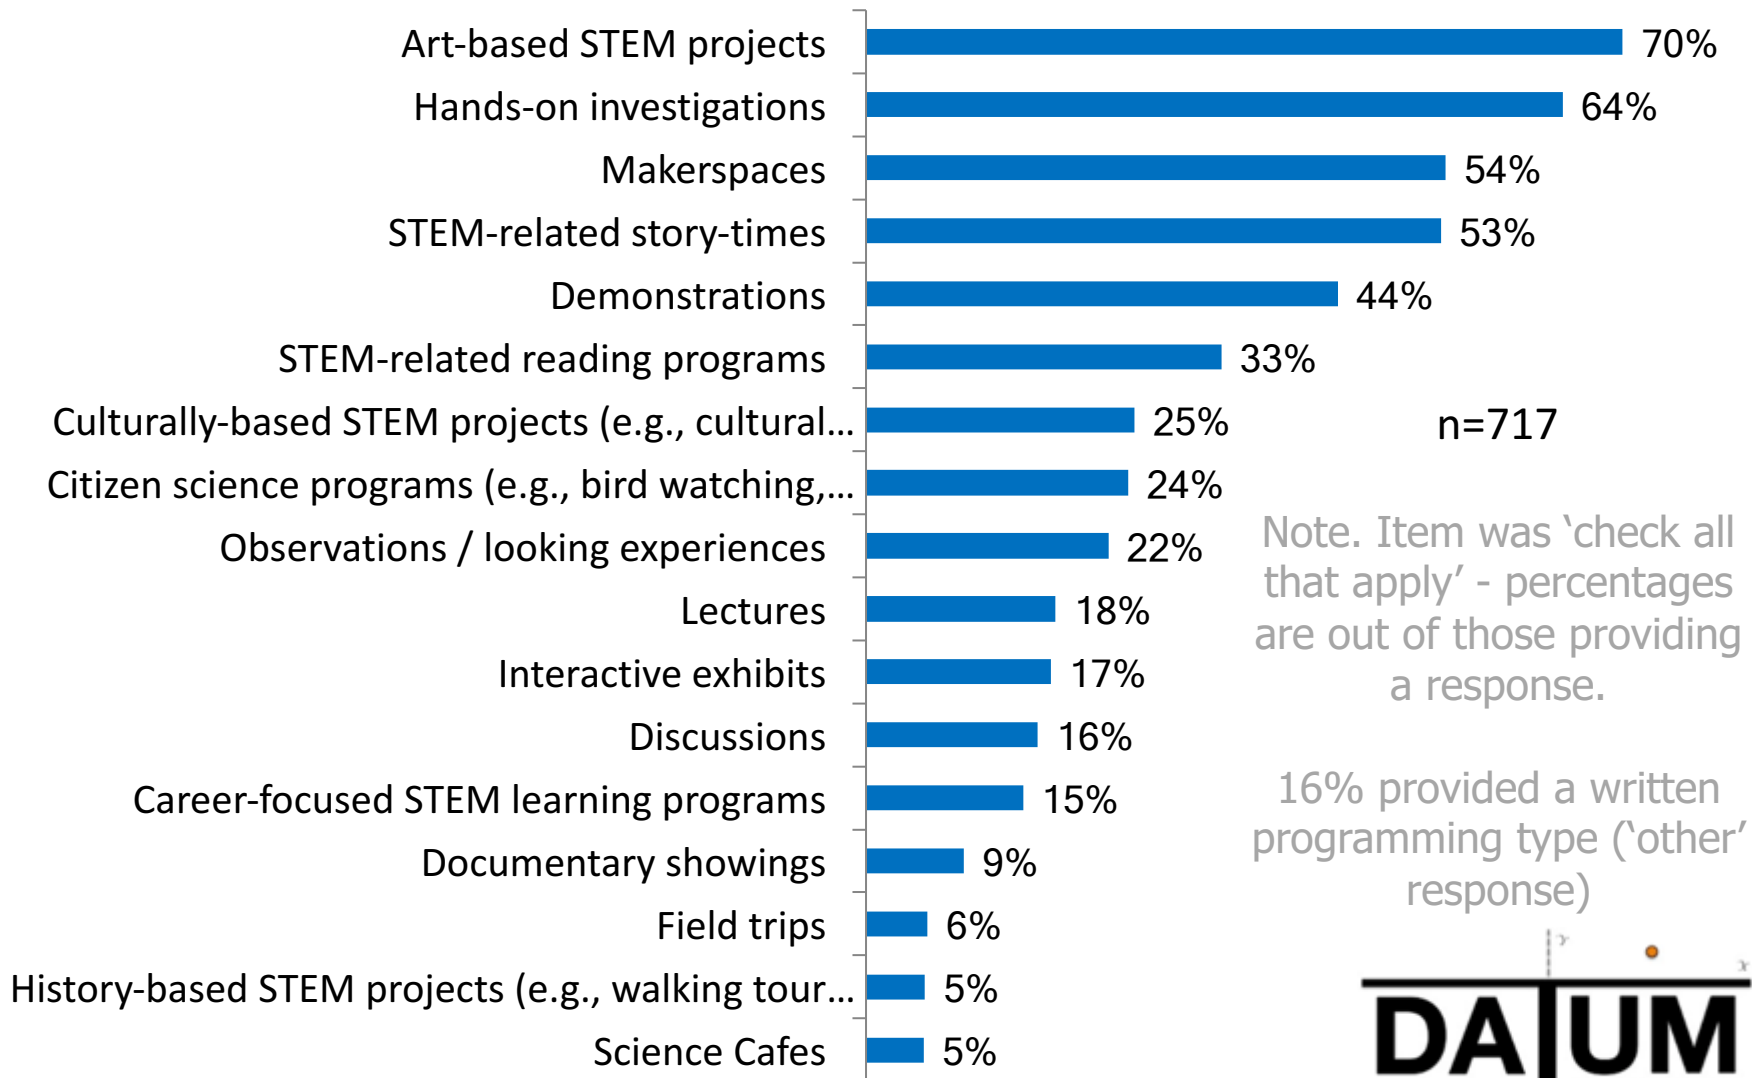 Art-based STEM projects 70%
Hands-on investigations 64%
Makerspaces 54%
STEM-related story-times 53%
Demonstrations 44%
STEM-related reading programs 33%
Culturally-based STEM projects (e.g., cultural... 25%
n=717
Citizen science programs (e.g., bird watching,... 24%
Observations / looking experiences 22%
Lectures 18%
Interactive exhibits 17%
Discussions 16%
Career-focused STEM learning programs 15%
Documentary showings 9%
Field trips 6%
History-based STEM projects (e.g., walking tour... 5%
Science Cafes 5%
Note. Item was ‘check all
that apply’ - percentages
are out of those providing
a response.
16% provided a written
programming type (‘other’
response)
y
x
DATUM